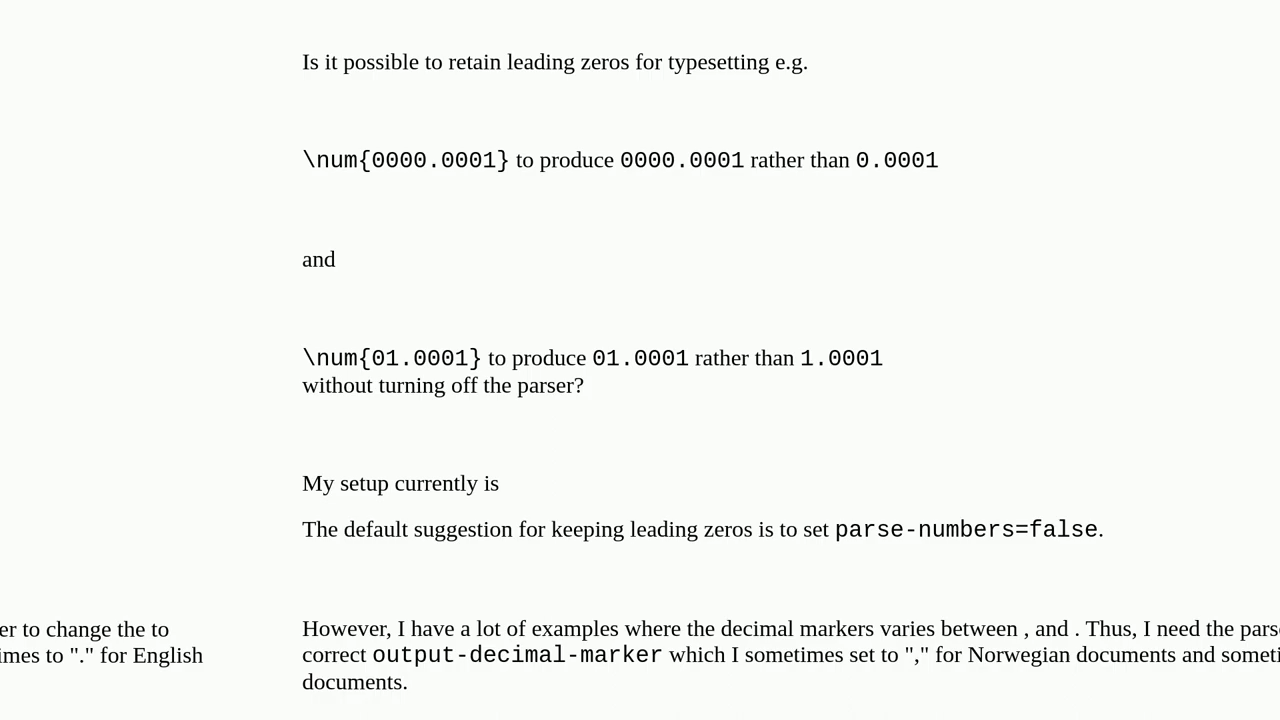 Is it possible to retain leading zeros for typesetting e.g.
\num{0000.0001} to produce 0000.0001 rather than 0.0001
and
\num{01.0001} to produce 01.0001 rather than 1.0001
without turning off the parser?
My setup currently is
The default suggestion for keeping leading zeros is to set parse-numbers=false.
er to change the to
imes to "." for English
However, I have a lot of examples where the decimal markers varies between , and . Thus, I need the pars
correct output-decimal-marker which I sometimes set to "," for Norwegian documents and someti
documents.